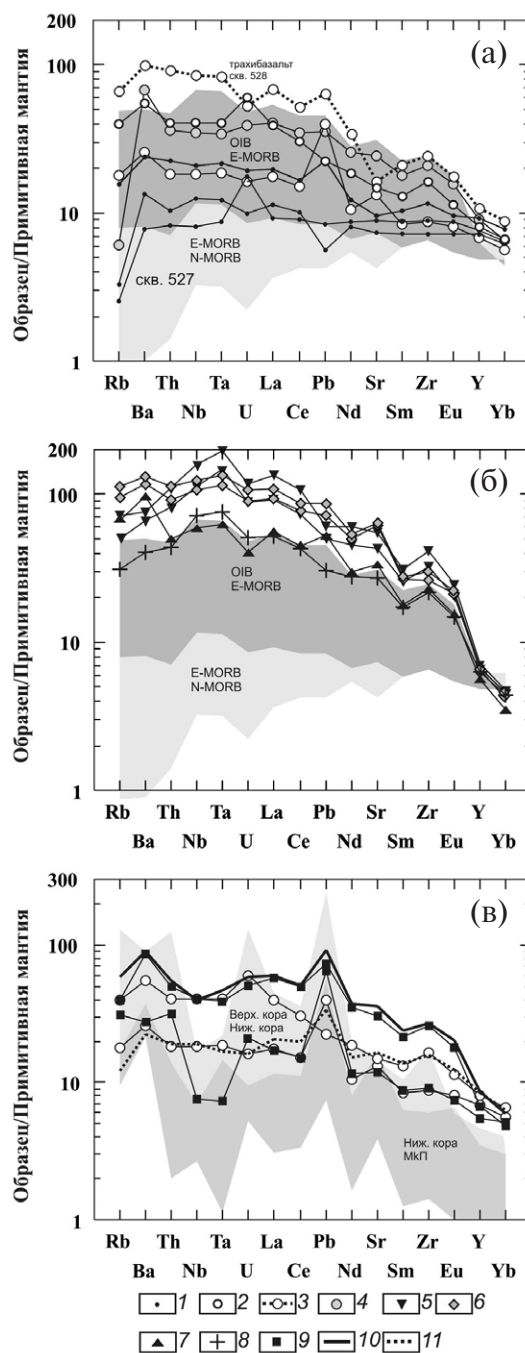 (а)
Образец/Примитивная мантия
100
10
1
трахибазальт
скв. 528
OIB
E-MORB
E-MORB
N-MORB
скв. 527
Rb Th Ta La Pb Sr Zr Y
Ba Nb U Ce Nd Sm Eu Yb
(б)
Образец/Примитивная мантия
200
100
10
1
OIB
E-MORB
E-MORB
N-MORB
Rb Th Ta La Pb Sr Zr Y
Ba Nb U Ce Nd Sm Eu Yb
(в)
Образец/Примитивная мантия
300
100
10
1
Верх. кора
Ниж. кора
Ниж. кора
МкП
Rb Th Ta La Pb Sr Zr Y
Ba Nb U Ce Nd Sm Eu Yb
1 2 3 4 5 6
7 8 9 10 11